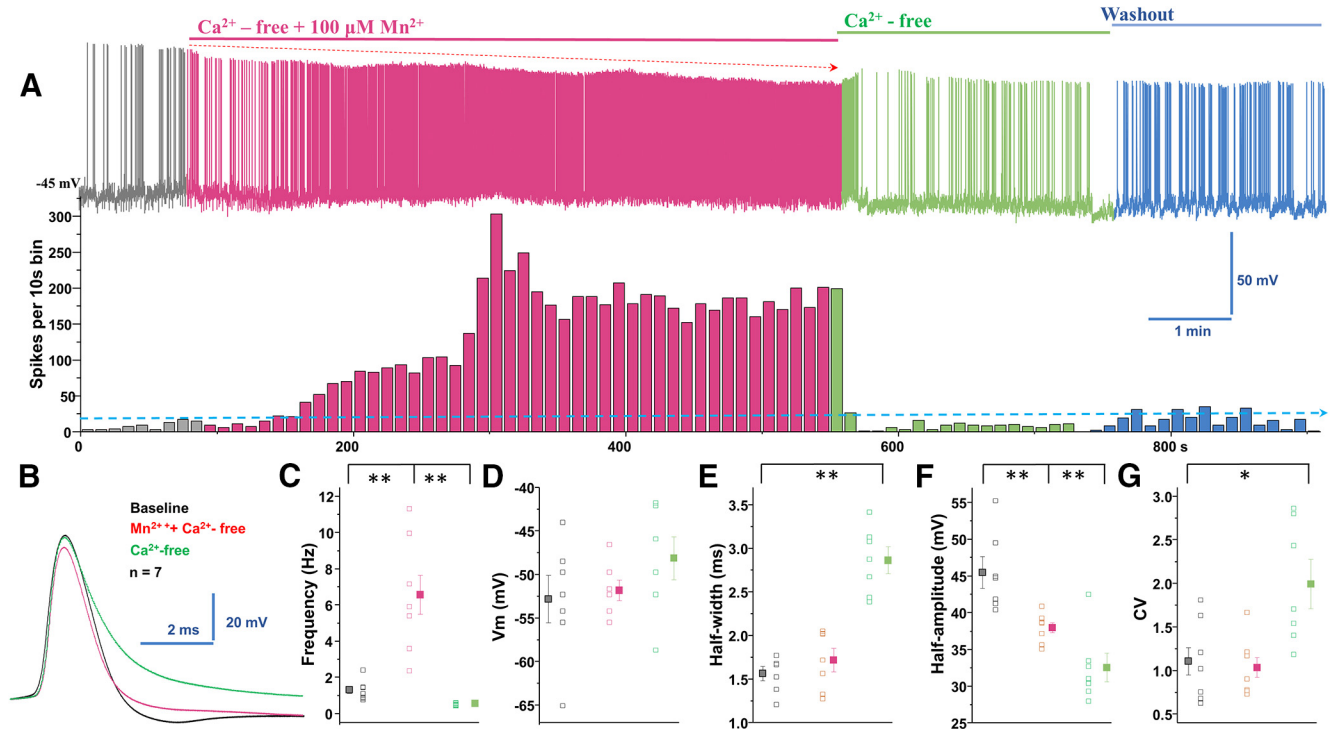 Ca²⁺ – free + 100 µM Mn²⁺
Ca²⁺ - free
Washout
A
-45 mV
Spikes per 10s bin
300
250
200
150
100
50
0
0 200 400 600 800 s
50 mV
1 min
B
Baseline
Mn²⁺ ⁺+ Ca²⁺- free
Ca²⁺-free
n = 7
20 mV
2 ms
C
** **
Frequency (Hz)
12
10
8
6
4
2
0
D
Vm (mV)
-40
-45
-50
-55
-60
-65
E
**
Half-width (ms)
3.5
3.0
2.5
2.0
1.5
1.0
F
** **
Half-amplitude (mV)
55
50
45
40
35
30
25
G
*
CV
3.0
2.5
2.0
1.5
1.0
0.5